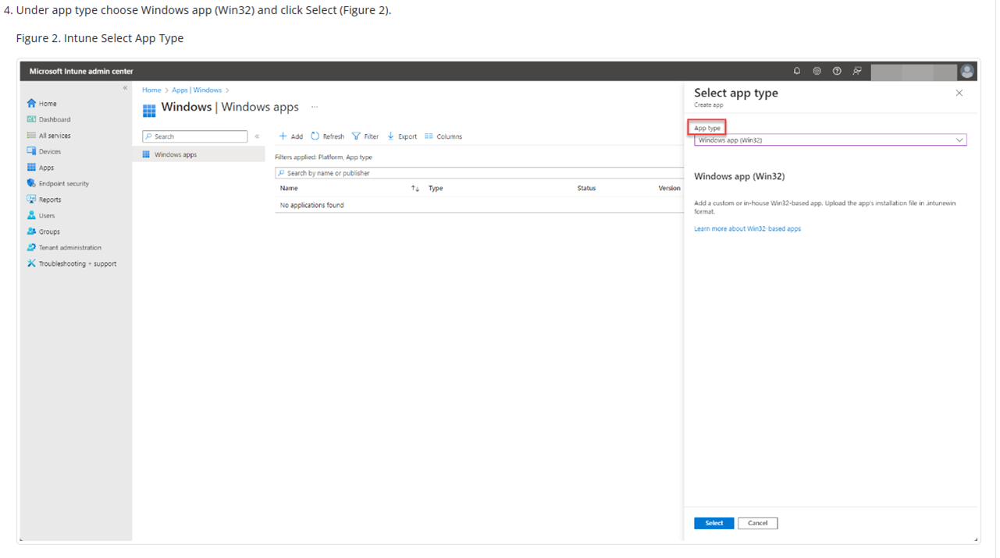 4. Under app type choose Windows app (Win32) and click Select (Figure 2).
Figure 2. Intune Select App Type
Microsoft Intune admin center
«
Home
Dashboard
All services
Devices
Apps
Endpoint security
Reports
Users
Groups
Tenant administration
Troubleshooting + support
Home > Apps | Windows >
Windows | Windows apps ...
Search «
Windows apps
+ Add Refresh Filter Export Columns
Filters applied: Platform, App type
Search by name or publisher
Name ↑↓ Type Status Version
No applications found
Select app type
Create app
App type
Windows app (Win32)
Windows app (Win32)
Add a custom or in-house Win32-based app. Upload the app's installation file in .intunewin
format.
Learn more about Win32-based apps
Select Cancel